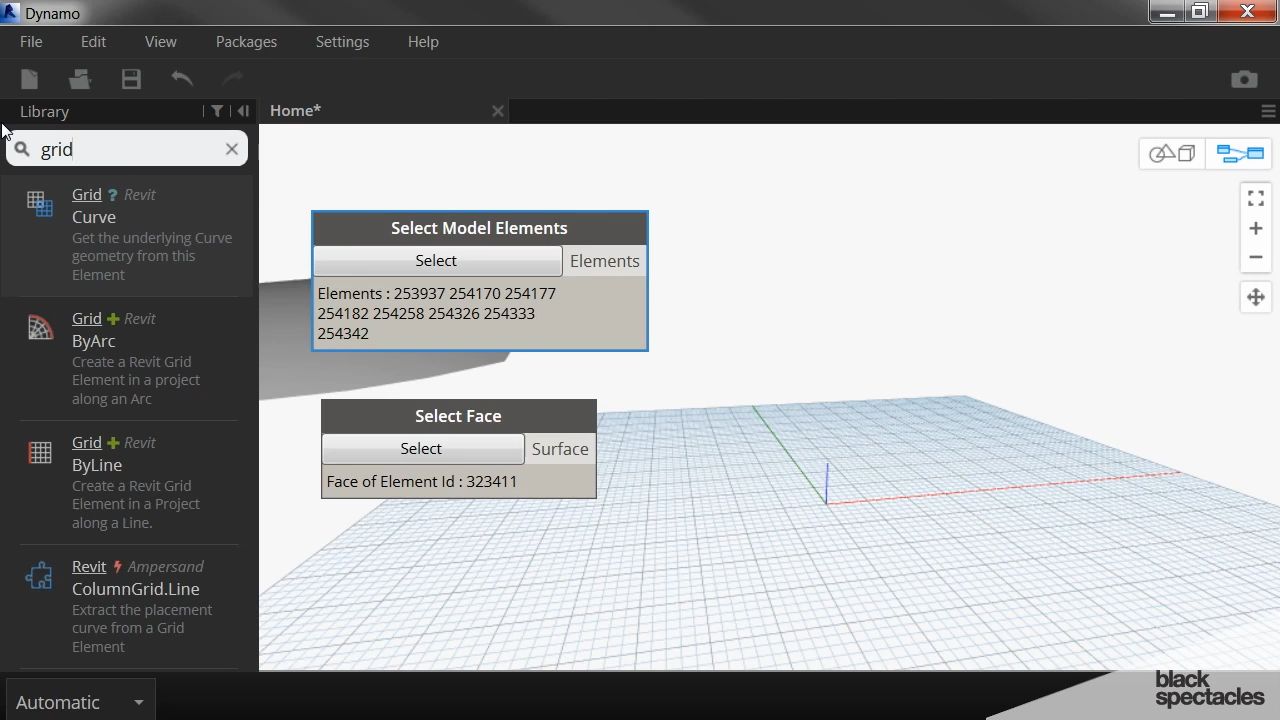 Dynamo
File Edit View Packages Settings Help
Library
Home*
grid
Grid ? Revit
Curve
Get the underlying Curve
geometry from this
Element
Grid + Revit
ByArc
Create a Revit Grid
Element in a project
along an Arc
Grid + Revit
ByLine
Create a Revit Grid
Element in a Project
along a Line.
Revit Ampersand
ColumnGrid.Line
Extract the placement
curve from a Grid
Element
Select Model Elements
Select Elements
Elements : 253937 254170 254177
254182 254258 254326 254333
254342
Select Face
Select Surface
Face of Element Id : 323411
Automatic
black
spectacles